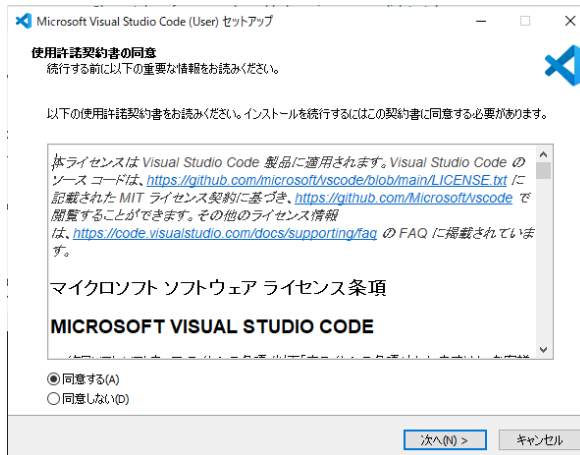 Microsoft Visual Studio Code (User) セットアップ
使用許諾契約書の同意
続行する前に以下の重要な情報をお読みください。
以下の使用許諾契約書をお読みください。インストールを続行するにはこの契約書に同意する必要があります。
本ライセンスは Visual Studio Code 製品に適用されます。Visual Studio Code の
ソース コードは、https://github.com/microsoft/vscode/blob/main/LICENSE.txt に
記載された MIT ライセンス契約に基づき、https://github.com/Microsoft/vscode で
閲覧することができます。その他のライセンス情報
は、https://code.visualstudio.com/docs/supporting/faq の FAQ に掲載されていま
す。
マイクロソフト ソフトウェア ライセンス条項
MICROSOFT VISUAL STUDIO CODE
同意する(A)
同意しない(D)
次へ(N) >
キャンセル